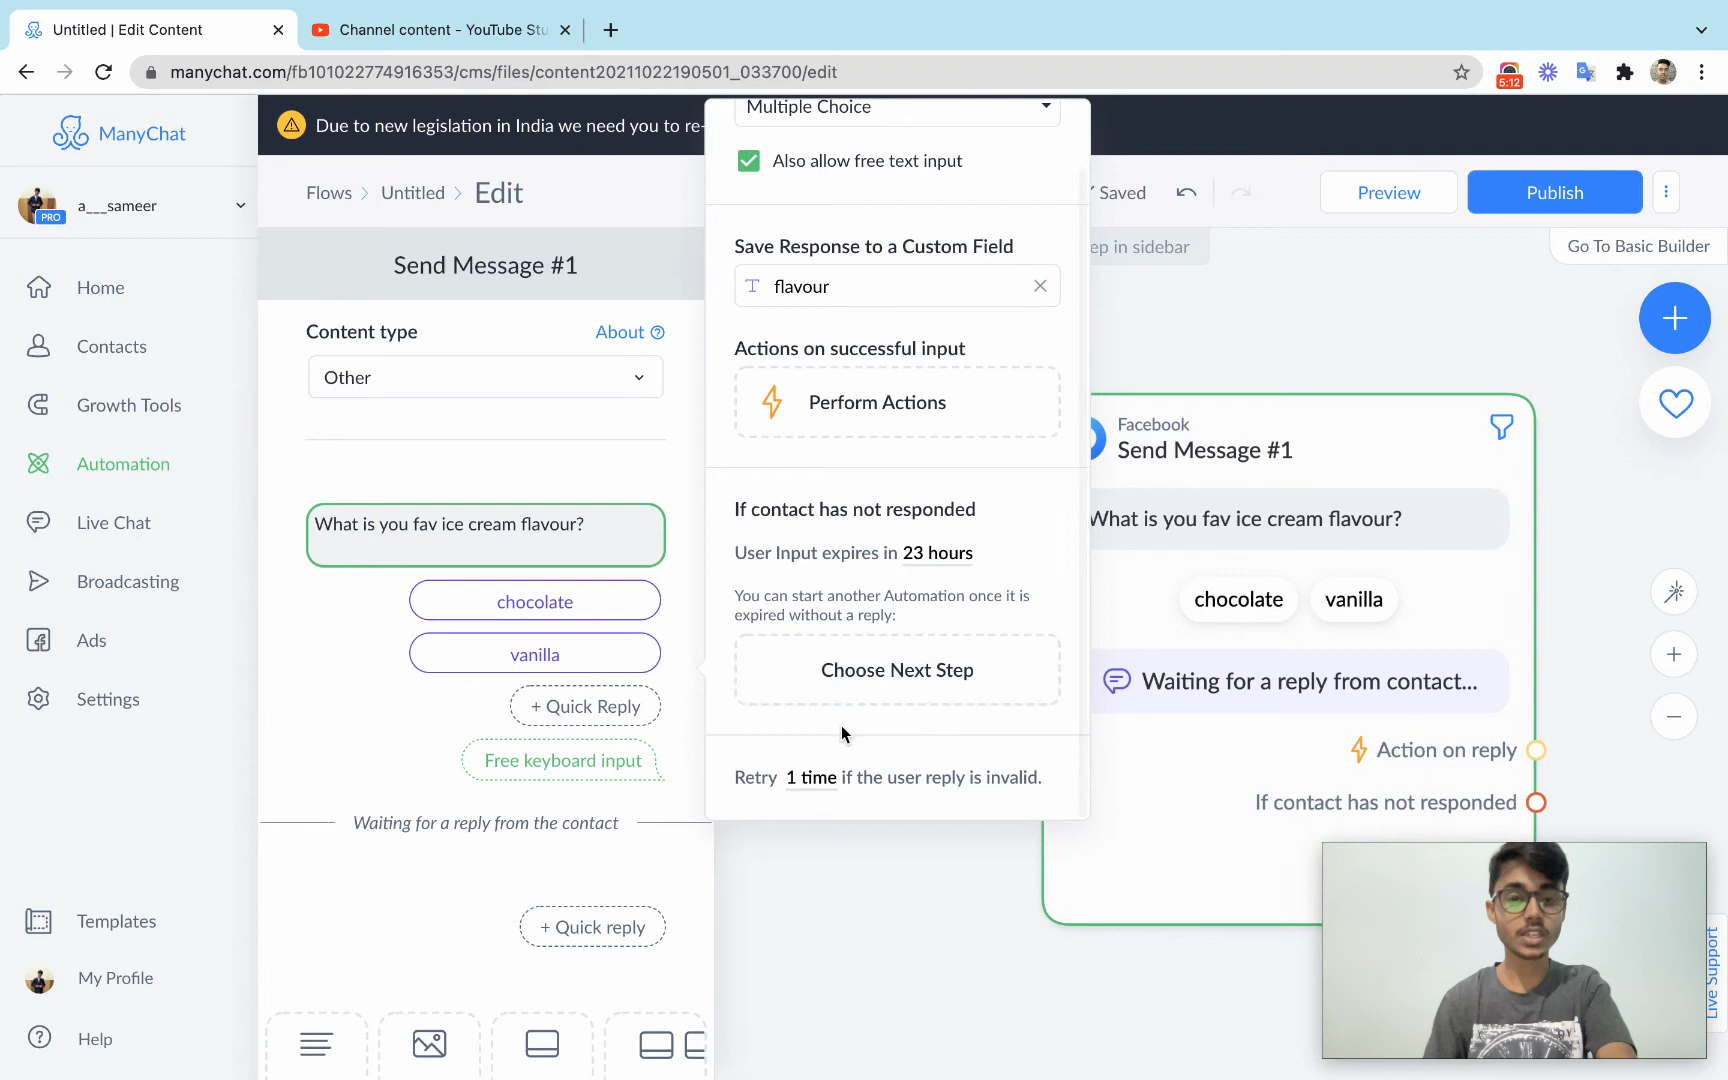 Untitled | Edit Content
Channel content - YouTube Stu
manychat.com/fb101022774916353/cms/files/content20211022190501_033700/edit
5:12
ManyChat
Due to new legislation in India we need you to re-
PRO
a___sameer
Flows
Untitled
Edit
Saved
Preview
Publish
ep in sidebar
Go To Basic Builder
Home
Contacts
Growth Tools
Automation
Live Chat
Broadcasting
Ads
Settings
Templates
My Profile
Help
Send Message #1
Content type
About
Other
What is you fav ice cream flavour?
chocolate
vanilla
+ Quick Reply
Free keyboard input
Waiting for a reply from the contact
+ Quick reply
Multiple Choice
Also allow free text input
Save Response to a Custom Field
flavour
Actions on successful input
Perform Actions
If contact has not responded
User Input expires in 23 hours
You can start another Automation once it is
expired without a reply:
Choose Next Step
Retry 1 time if the user reply is invalid.
Facebook
Send Message #1
What is you fav ice cream flavour?
chocolate
vanilla
Waiting for a reply from contact...
Action on reply
If contact has not responded
Live Support